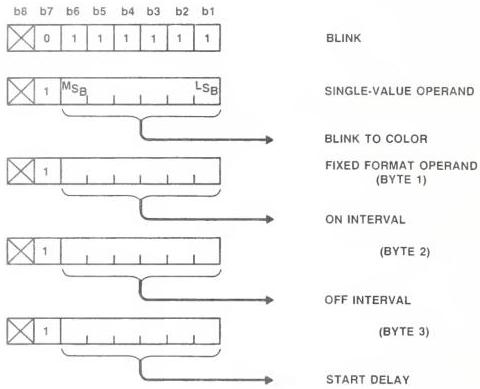 b8 b7 b6 b5 b4 b3 b2 b1
0 1 1 1 1 1 1 BLINK
1 MSB LSB SINGLE-VALUE OPERAND
BLINK TO COLOR
1 FIXED FORMAT OPERAND
(BYTE 1)
ON INTERVAL
1 (BYTE 2)
OFF INTERVAL
1 (BYTE 3)
START DELAY